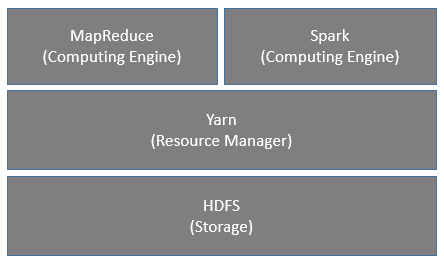 MapReduce
(Computing Engine)
Spark
(Computing Engine)
Yarn
(Resource Manager)
HDFS
(Storage)